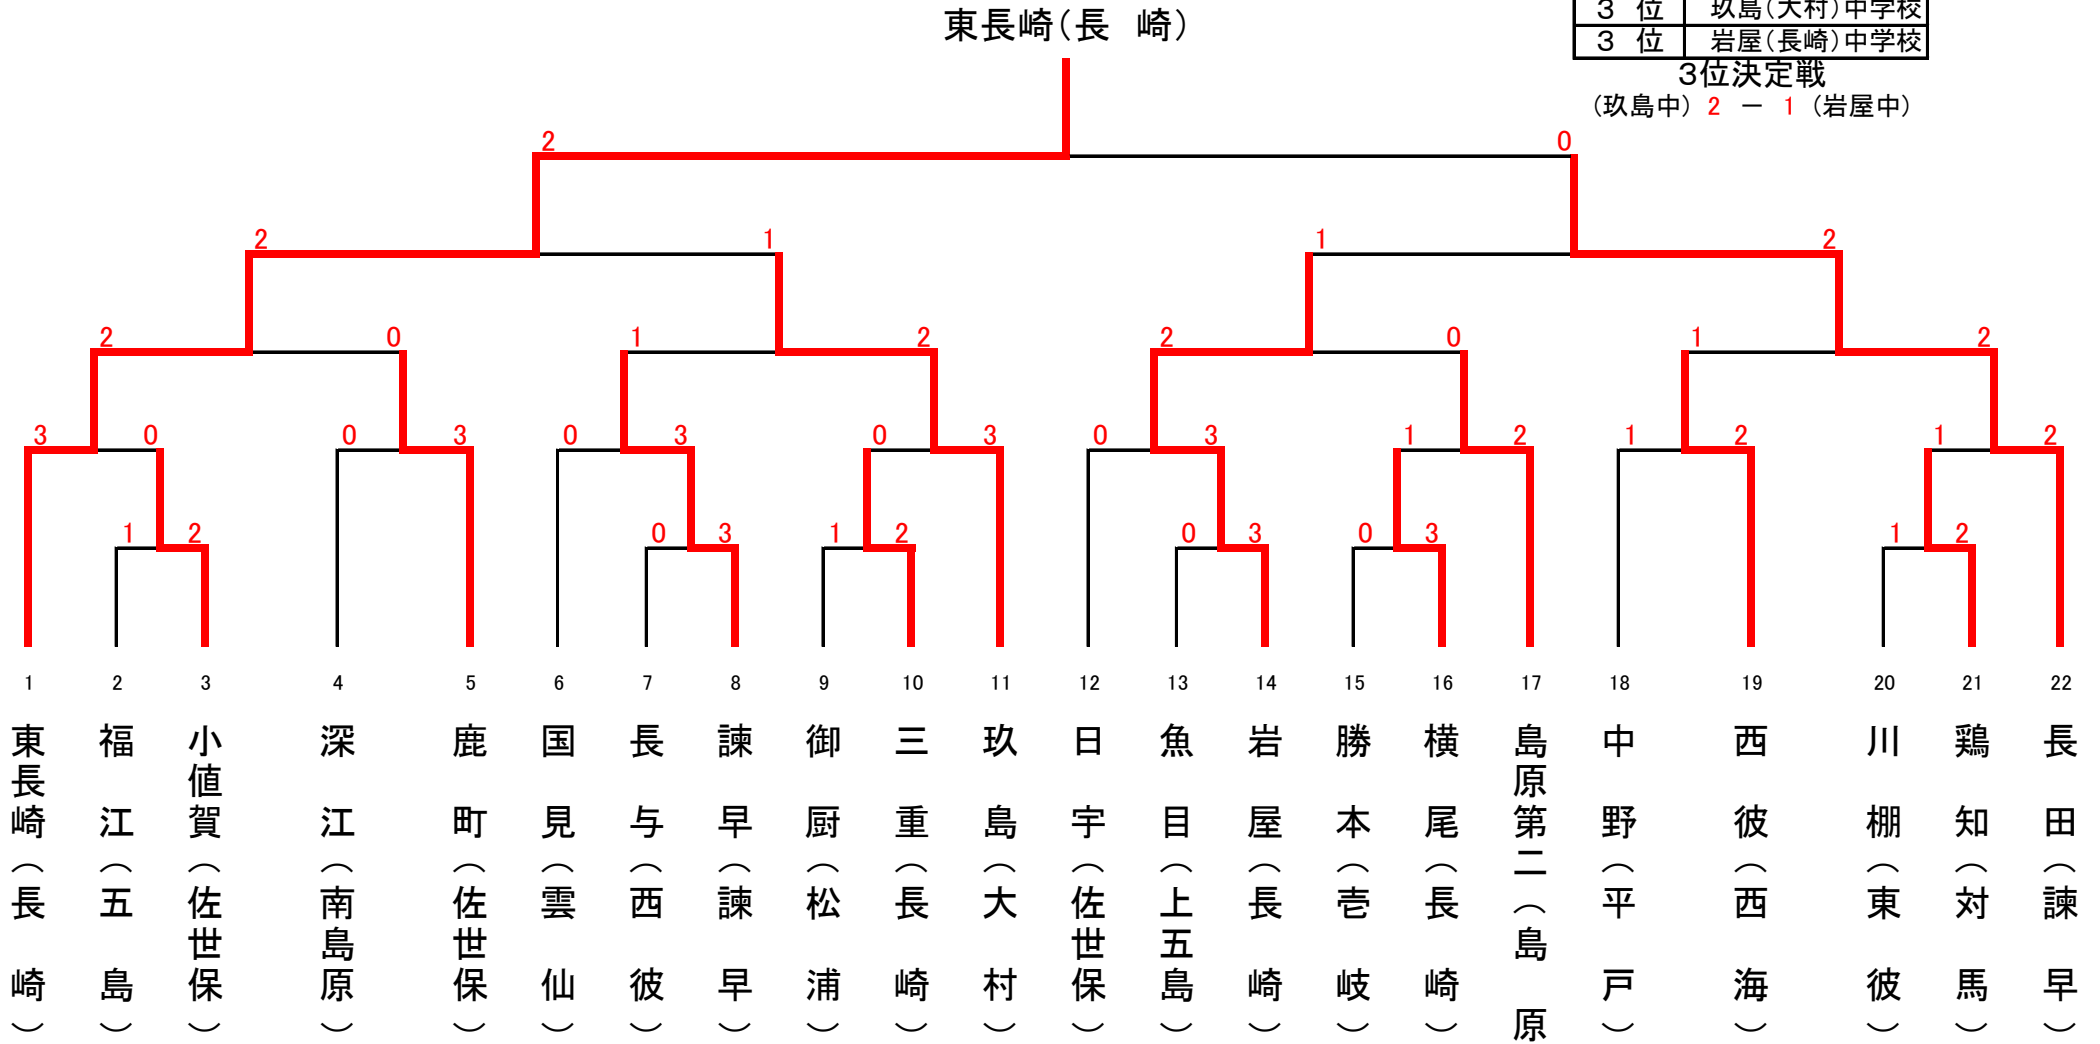 東長崎(長　崎)
3　位　玖島(大村)中学校
3　位　岩屋(長崎)中学校
3位決定戦
(玖島中) 2 － 1 (岩屋中)
2 0
2 1 1 2
2 0 1 2 2 0 1 2
3 0 0 3 0 3 0 3 0 3 1 2 1 2 1 2
1 2 0 3 1 2 0 3 0 3 1 2
1 2 3 4 5 6 7 8 9 10 11 12 13 14 15 16 17 18 19 20 21 22
東長崎(長　崎)
福　江(五　島)
小値賀(佐世保)
深　江(南島原)
鹿　町(佐世保)
国　見(雲　仙)
長　与(西　彼)
諫　早(諫　早)
御　厨(松　浦)
三　重(長　崎)
玖　島(大　村)
日　宇(佐世保)
魚　目(上五島)
岩　屋(長　崎)
勝　本(壱　岐)
横　尾(長　崎)
島原第二(島　原
中　野(平　戸)
西　彼(西　海)
川　棚(東　彼)
鶏　知(対　馬)
長　田(諫　早)